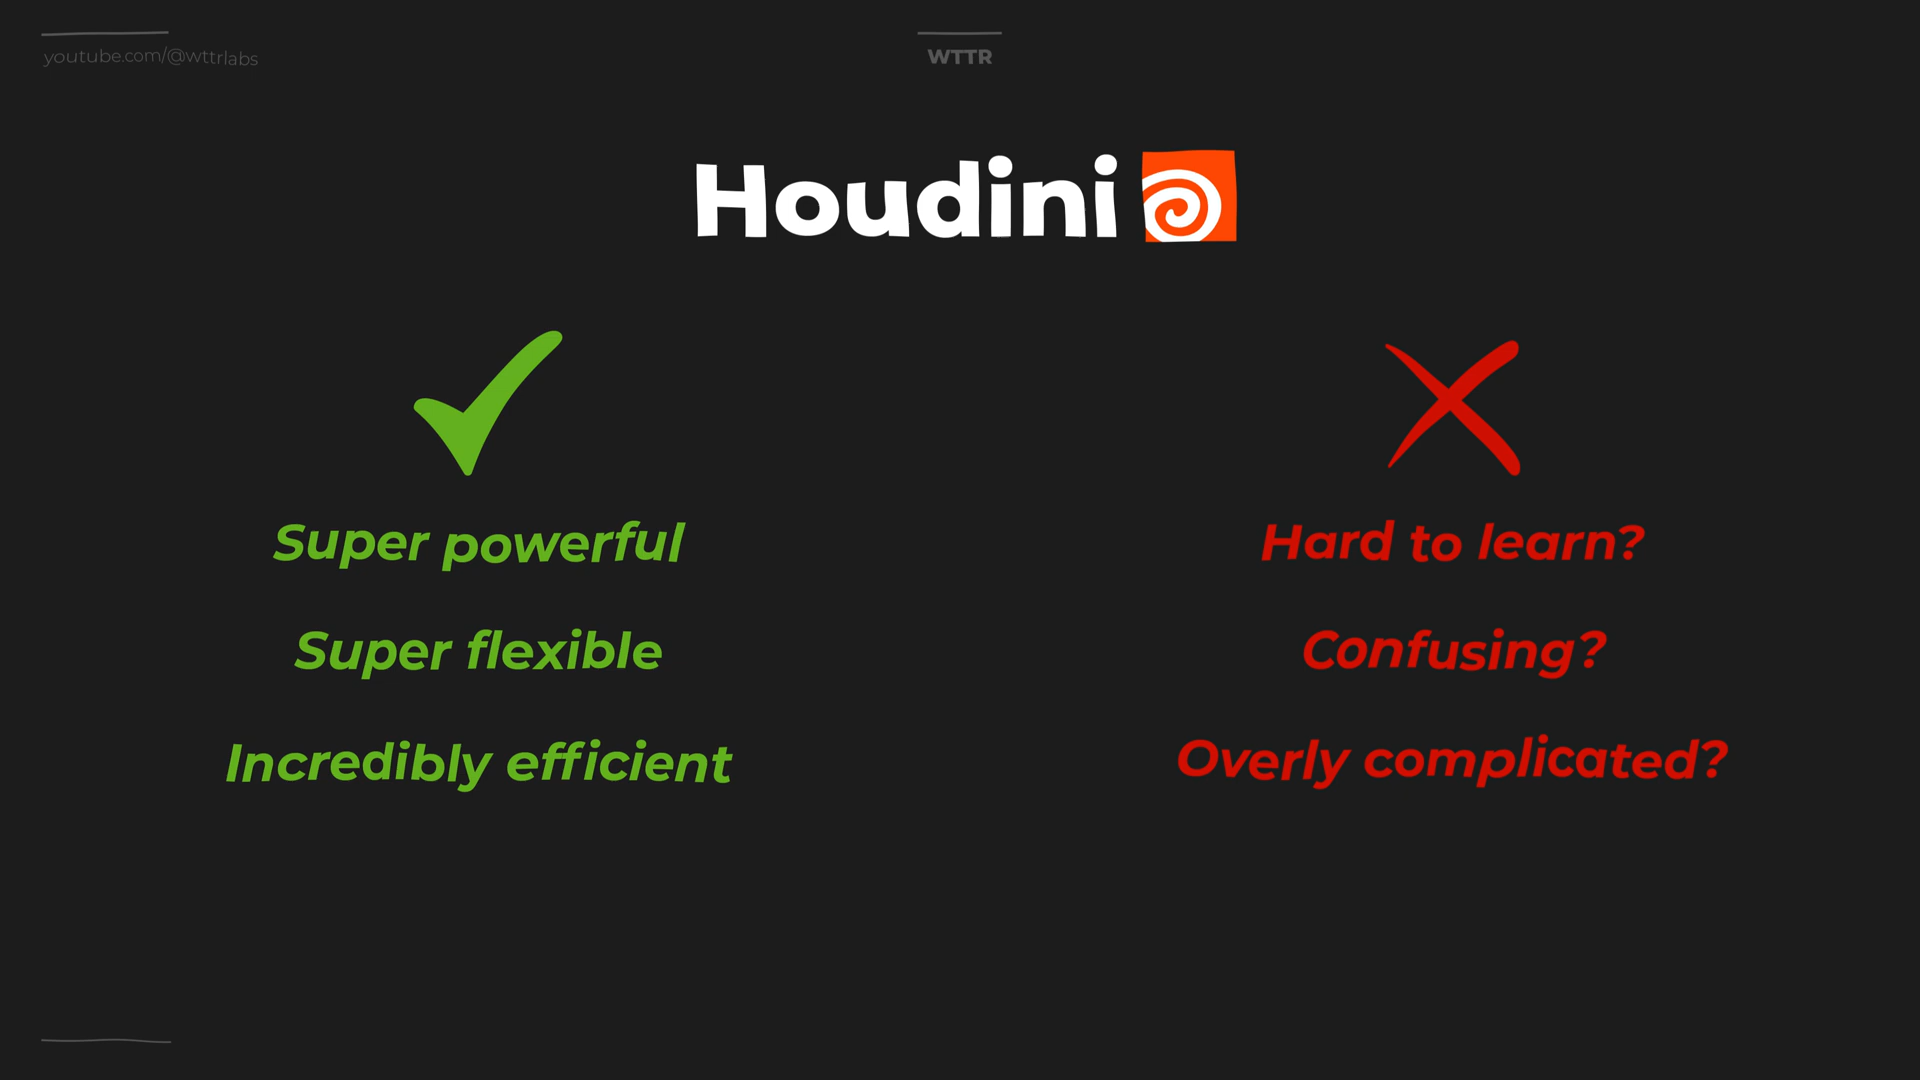 youtube.com/@wttrlabs
WTTR
Houdini
Super powerful
Super flexible
Incredibly efficient
Hard to learn?
Confusing?
Overly complicated?